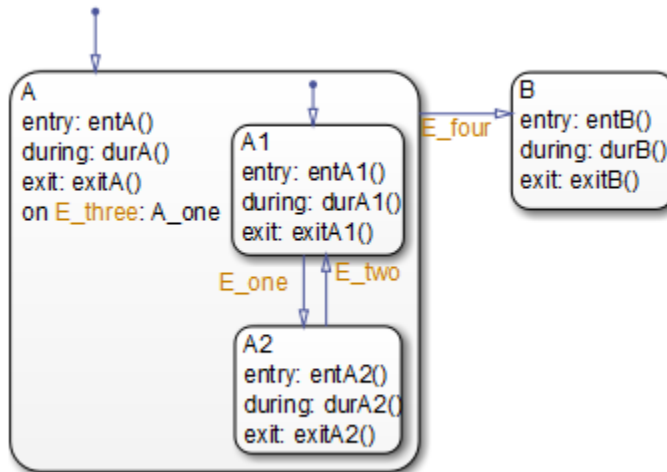 A
entry: entA()
during: durA()
exit: exitA()
on E_three: A_one
A1
entry: entA1()
during: durA1()
exit: exitA1()
E_one
E_two
A2
entry: entA2()
during: durA2()
exit: exitA2()
E_four
B
entry: entB()
during: durB()
exit: exitB()